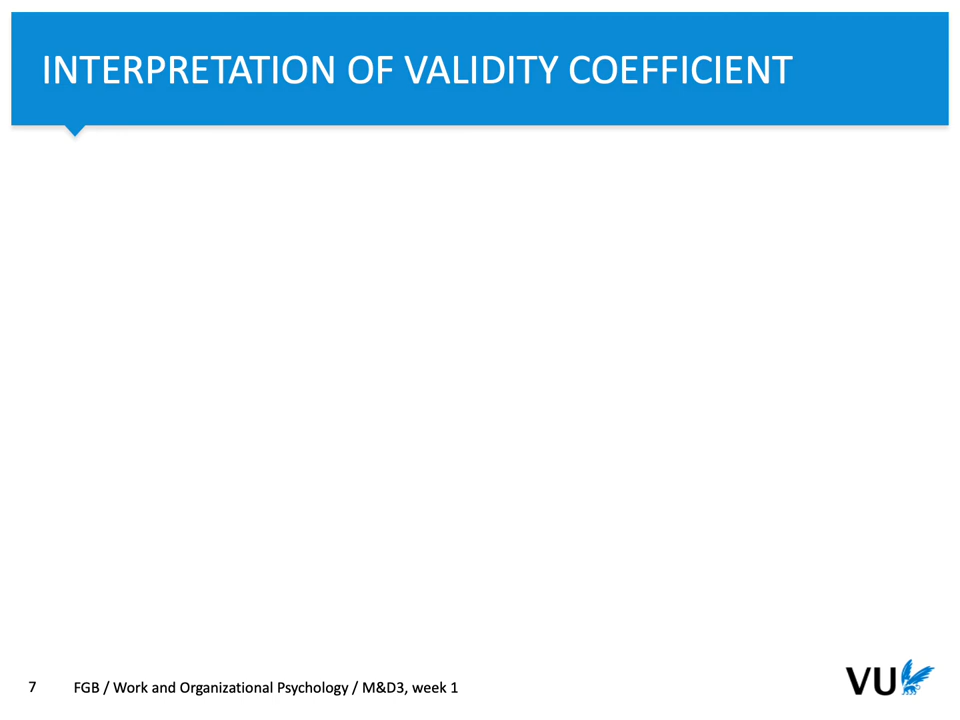 INTERPRETATION OF VALIDITY COEFFICIENT
7 FGB / Work and Organizational Psychology / M&D3, week 1
VU